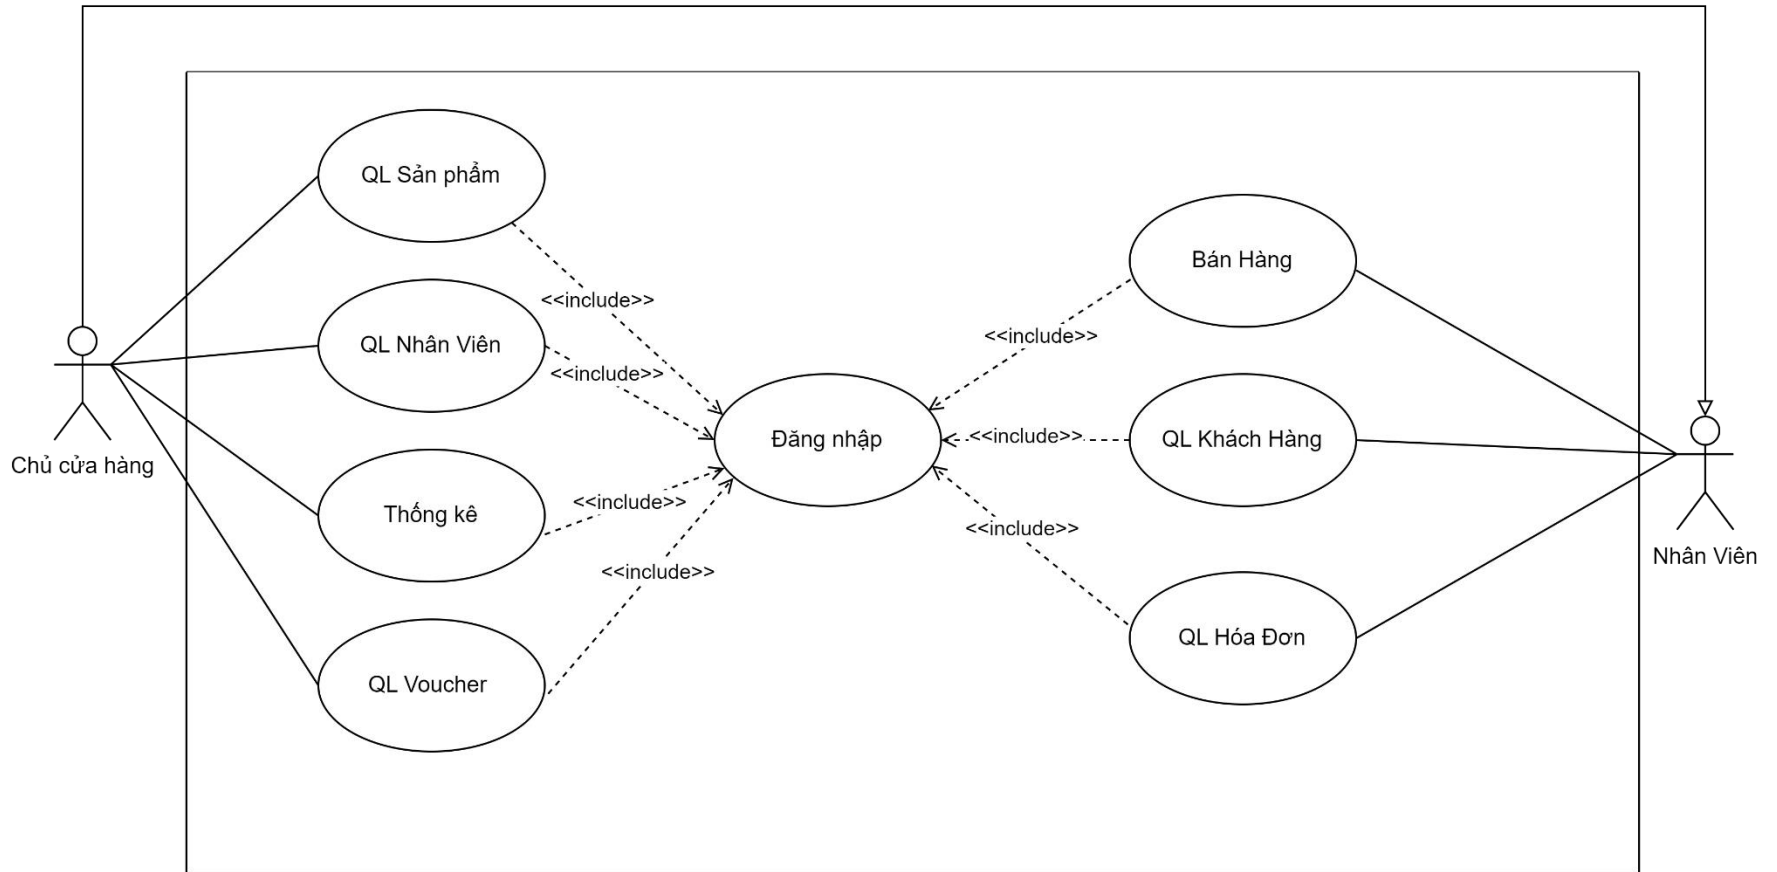 QL Sản phẩm
Bán Hàng
<<include>>
<<include>>
QL Nhân Viên
<<include>>
Đăng nhập
<<include>>
QL Khách Hàng
Chủ cửa hàng
<<include>>
Thống kê
<<include>>
Nhân Viên
<<include>>
QL Hóa Đơn
QL Voucher